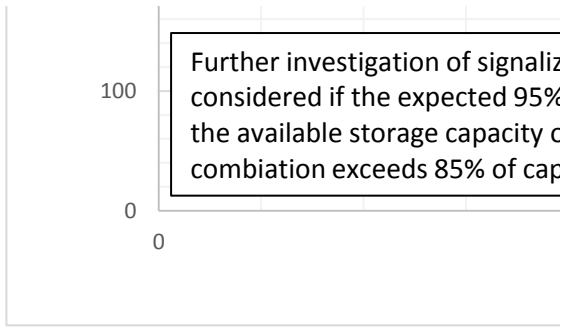 Further investigation of signaliz
considered if the expected 95%
the available storage capacity
combiation exceeds 85% of cap
100
0
0